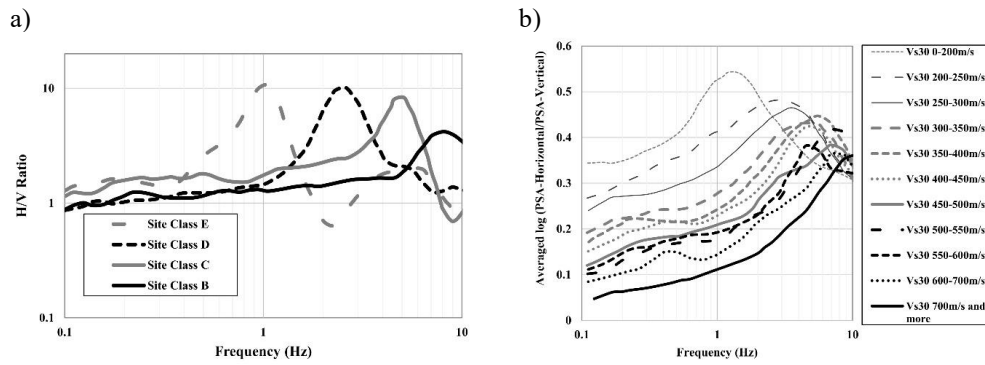 a)
b)
H/V Ratio
10
1
0.1
Site Class E
Site Class D
Site Class C
Site Class B
0.1
1
10
Frequency (Hz)
Averaged log (PSA-Horizontal/PSA-Vertical)
0.6
0.5
0.4
0.3
0.2
0.1
0
0.1
1
10
Frequency (Hz)
Vs30 0-200m/s
Vs30 200-250m/s
Vs30 250-300m/s
Vs30 300-350m/s
Vs30 350-400m/s
Vs30 400-450m/s
Vs30 450-500m/s
Vs30 500-550m/s
Vs30 550-600m/s
Vs30 600-700m/s
Vs30 700m/s and
more